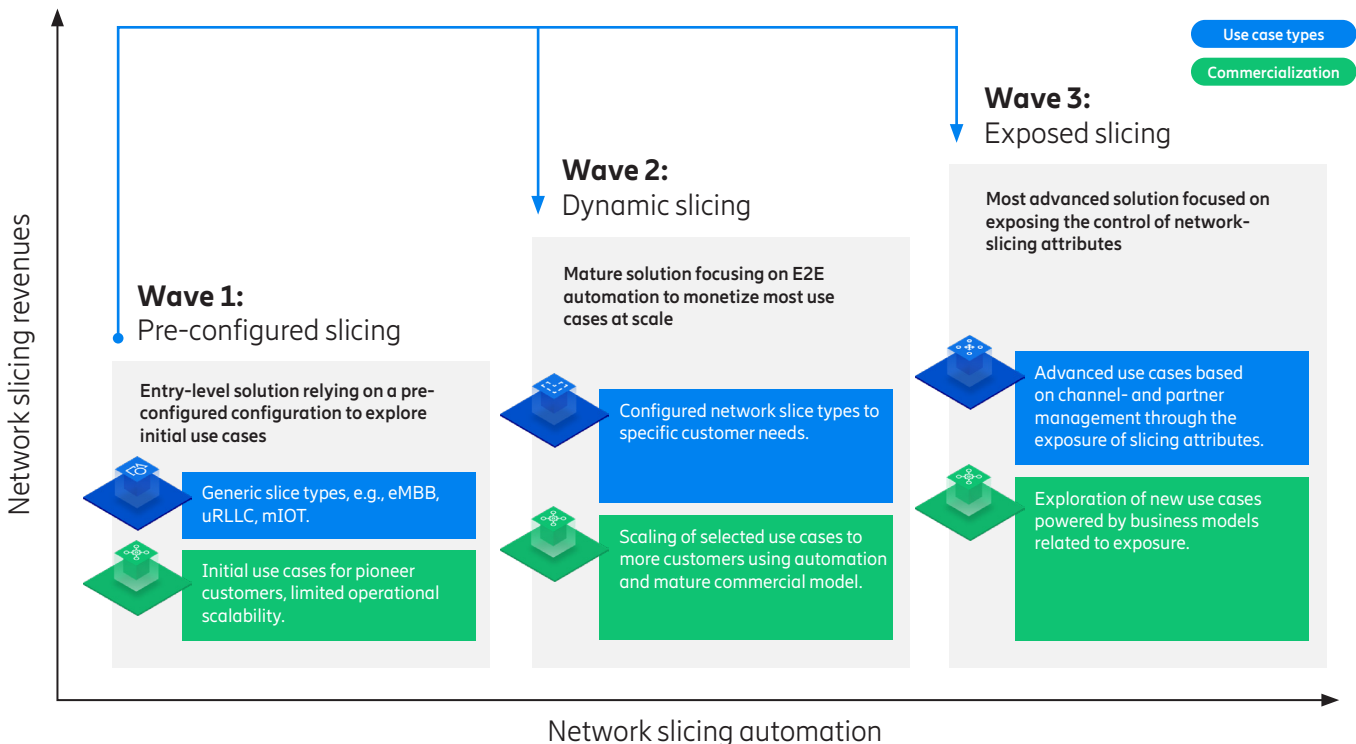 Use case types
Commercialization
Network slicing revenues
Wave 1:
Pre-configured slicing
Entry-level solution relying on a pre-
configured configuration to explore
initial use cases
Generic slice types, e.g., eMBB,
uRLLC, mIOT.
Initial use cases for pioneer
customers, limited operational
scalability.
Wave 2:
Dynamic slicing
Mature solution focusing on E2E
automation to monetize most use
cases at scale
Configured network slice types to
specific customer needs.
Scaling of selected use cases to
more customers using automation
and mature commercial model.
Wave 3:
Exposed slicing
Most advanced solution focused on
exposing the control of network-
slicing attributes
Advanced use cases based
on channel- and partner
management through the
exposure of slicing attributes.
Exploration of new use cases
powered by business models
related to exposure.
Network slicing automation